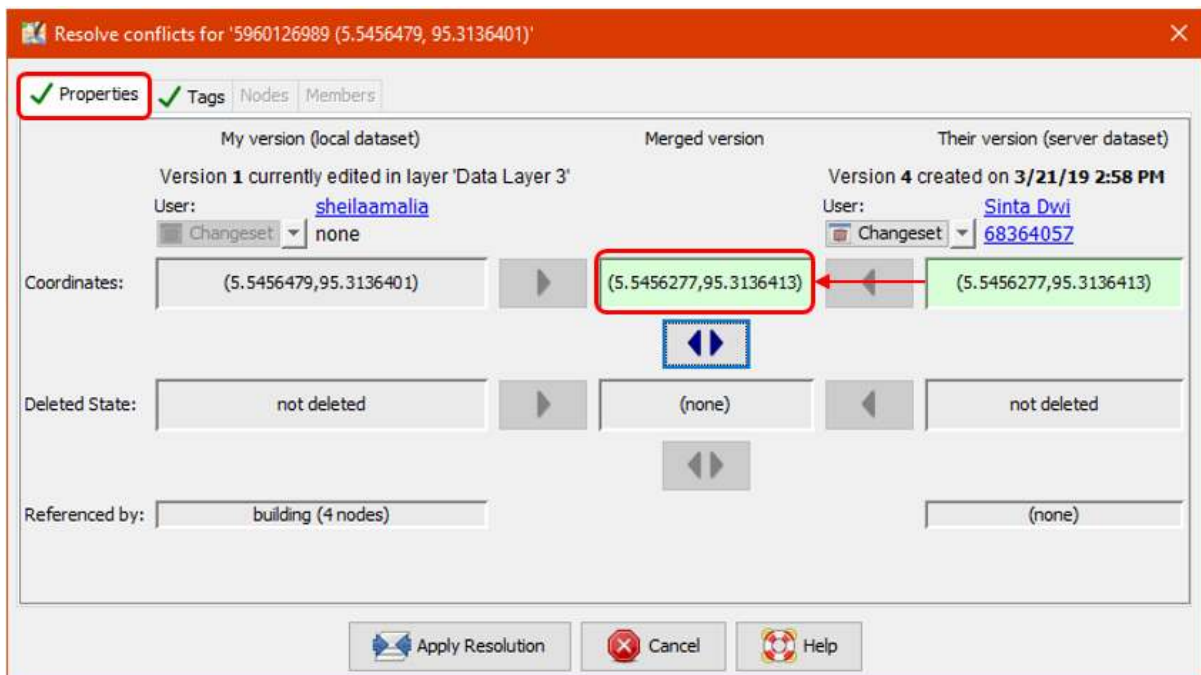 Resolve conflicts for '5960126989 (5.5456479, 95.3136401)'
Properties Tags Nodes Members
My version (local dataset) Merged version Their version (server dataset)
Version 1 currently edited in layer 'Data Layer 3' Version 4 created on 3/21/19 2:58 PM
User: sheilaamalia User: Sinta Dwi
Changeset none Changeset 68364057
Coordinates: (5.5456479,95.3136401) (5.5456277,95.3136413) (5.5456277,95.3136413)
Deleted State: not deleted (none) not deleted
Referenced by: building (4 nodes) (none)
Apply Resolution Cancel Help